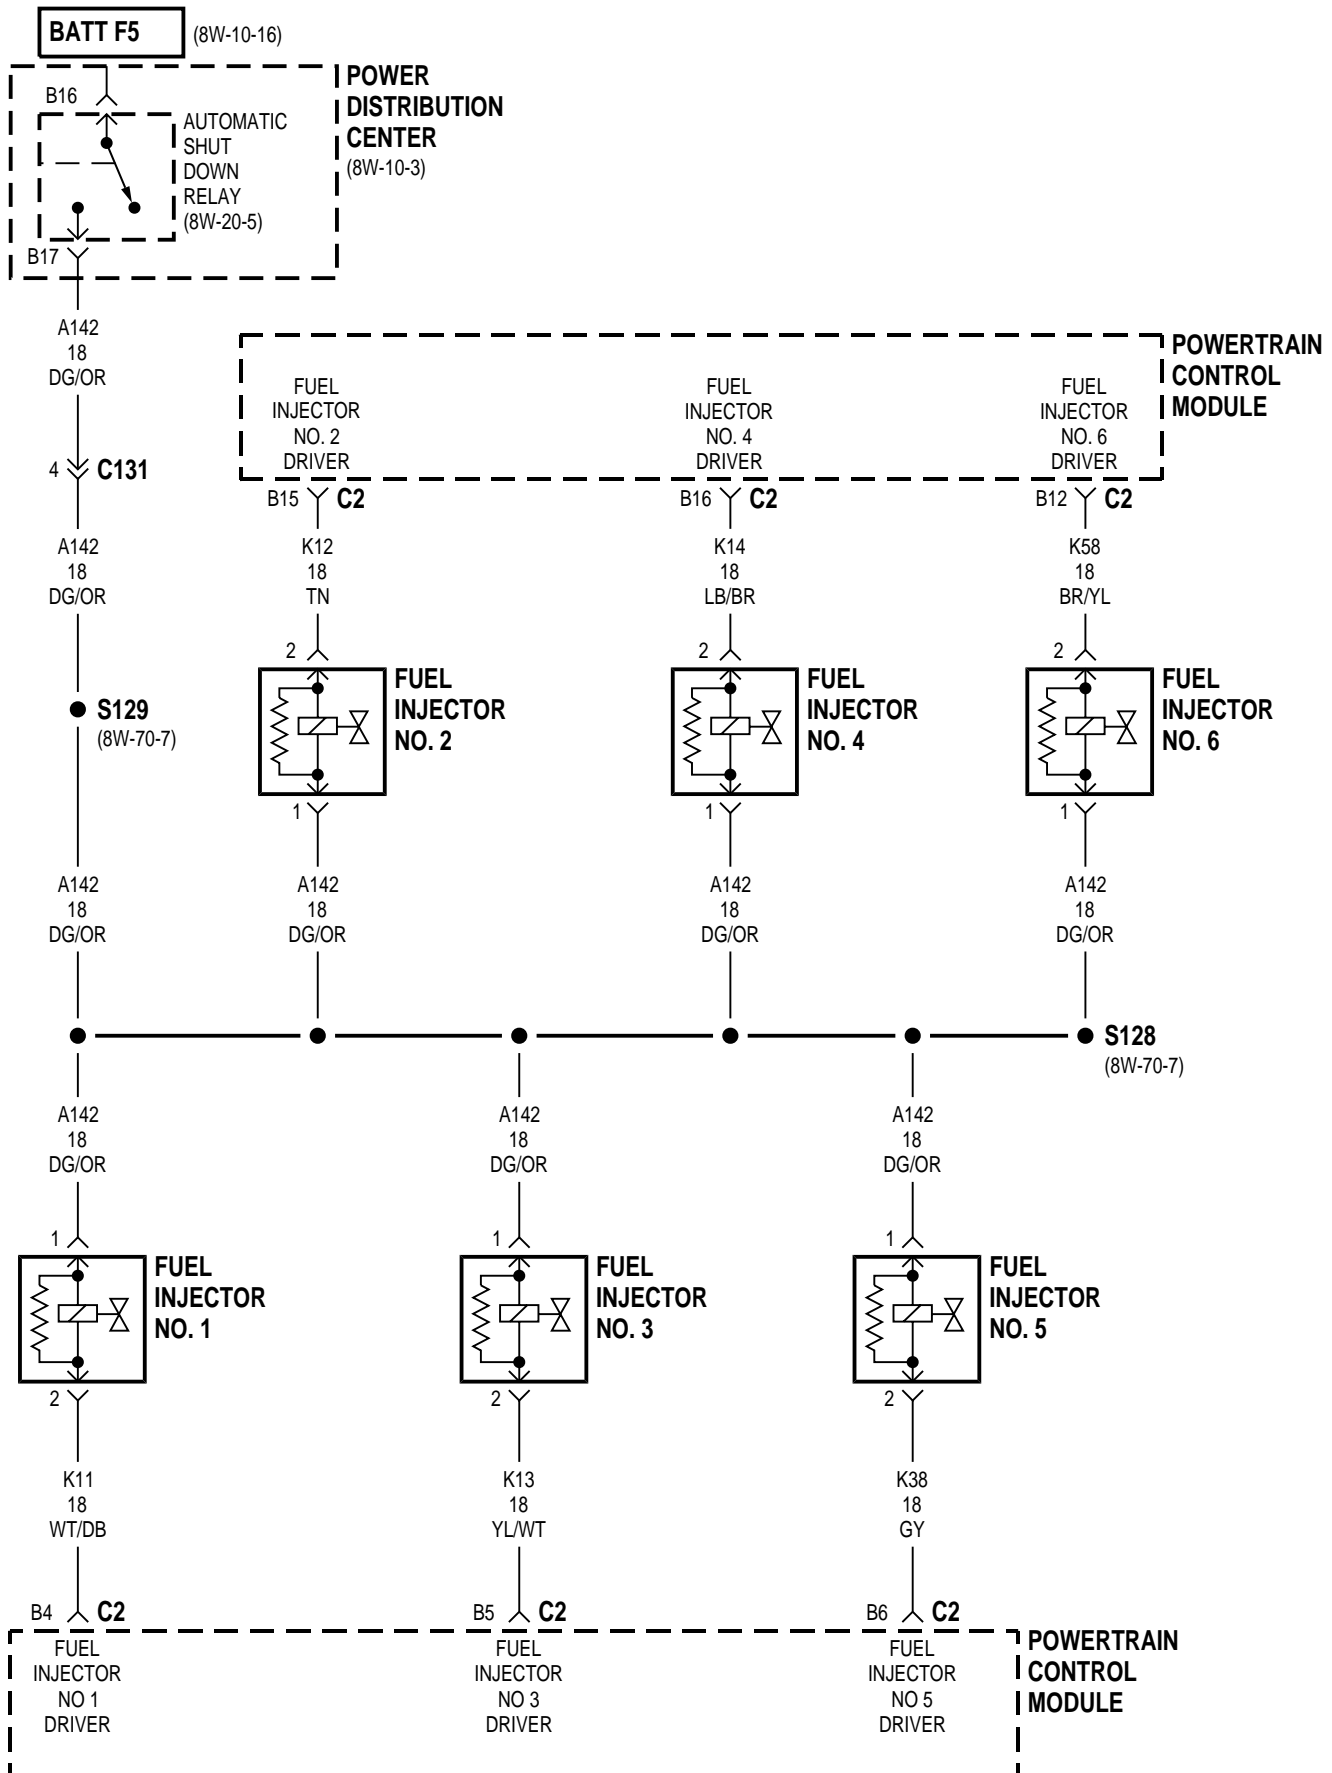 BATT F5 (8W-10-16)
POWER
DISTRIBUTION
CENTER
(8W-10-3)
B16
AUTOMATIC
SHUT
DOWN
RELAY
(8W-20-5)
B17
A142
18
DG/OR
4 C131
A142
18
DG/OR
S129
(8W-70-7)
A142
18
DG/OR
POWERTRAIN
CONTROL
MODULE
FUEL
INJECTOR
NO. 2
DRIVER
B15 C2
K12
18
TN
2
FUEL
INJECTOR
NO. 2
1
A142
18
DG/OR
FUEL
INJECTOR
NO. 4
DRIVER
B16 C2
K14
18
LB/BR
2
FUEL
INJECTOR
NO. 4
1
A142
18
DG/OR
FUEL
INJECTOR
NO. 6
DRIVER
B12 C2
K58
18
BR/YL
2
FUEL
INJECTOR
NO. 6
1
A142
18
DG/OR
S128
(8W-70-7)
A142
18
DG/OR
1
FUEL
INJECTOR
NO. 1
2
K11
18
WT/DB
B4 C2
FUEL
INJECTOR
NO 1
DRIVER
A142
18
DG/OR
1
FUEL
INJECTOR
NO. 3
2
K13
18
YL/WT
B5 C2
FUEL
INJECTOR
NO 3
DRIVER
A142
18
DG/OR
1
FUEL
INJECTOR
NO. 5
2
K38
18
GY
B6 C2
FUEL
INJECTOR
NO 5
DRIVER
POWERTRAIN
CONTROL
MODULE